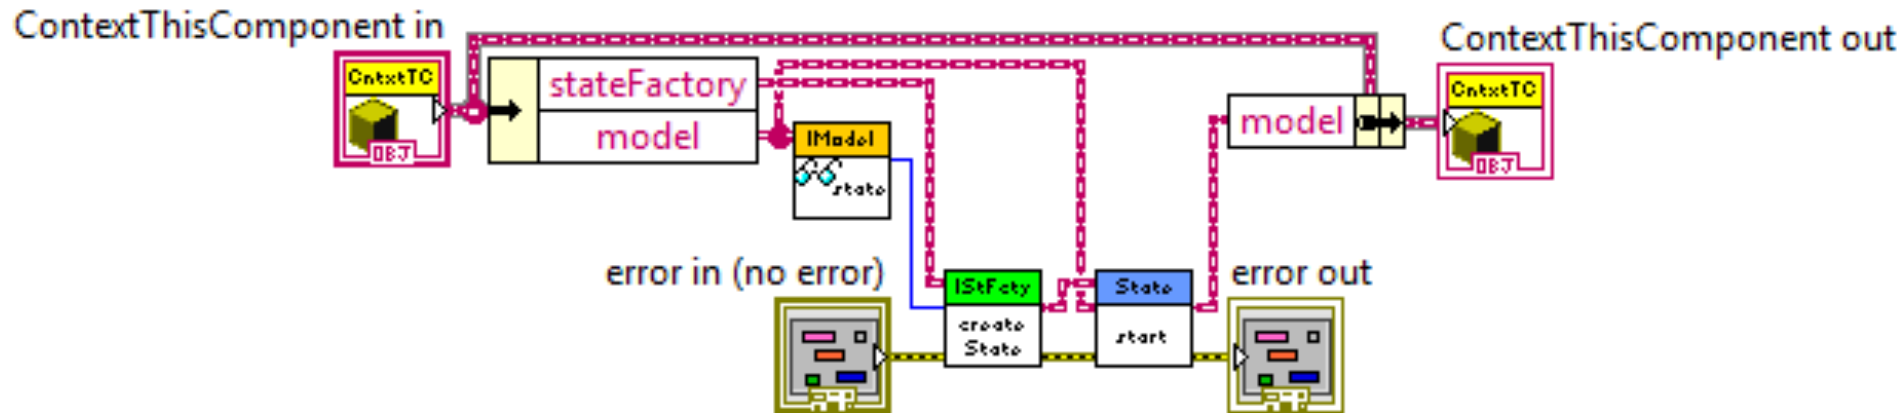 ContextThisComponent in
ContextThisComponent out
CntxtTC
OBJ
stateFactory
model
IModel
state
model
CntxtTC
OBJ
error in (no error)
IStFcty
create
State
State
start
error out